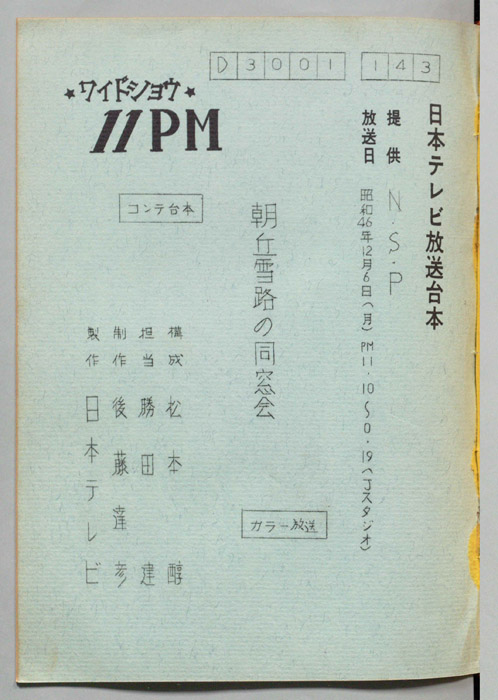 D3001 143
日本テレビ放送台本
提供 N・S・P
放送日 昭和46年12月6日(月) PM11・10〜0・19(Jスタジオ)
★ワイドショウ★
11PM
コンテ台本
朝丘雪路の同窓会
カラー放送
構成 松本 醇
担当 勝田 建
制作 後藤達彦
製作 日本テレビ